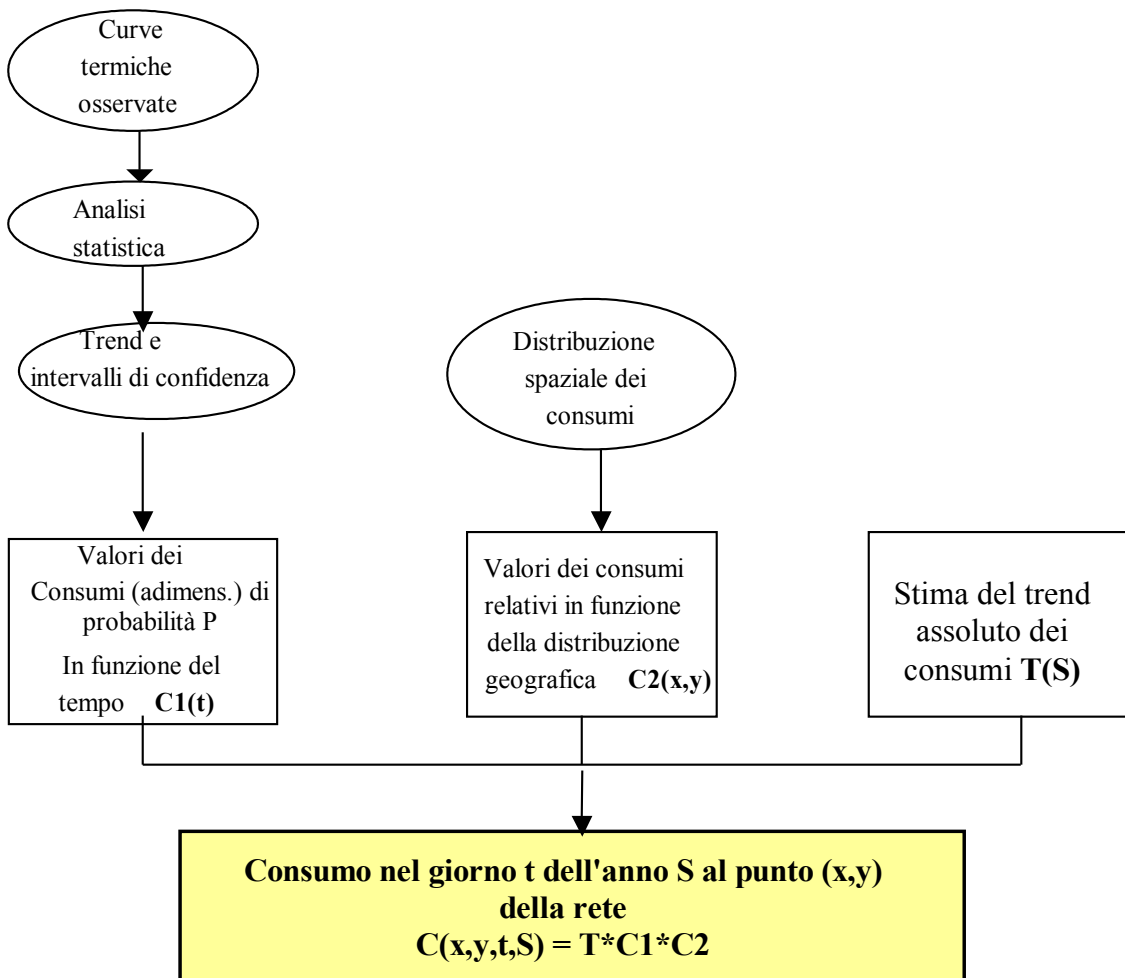 Curve
termiche
osservate
Analisi
statistica
Trend e
intervalli di confidenza
Distribuzione
spaziale dei
consumi
Valori dei
Consumi (adimens.) di
probabilità P
In funzione del
tempo C1(t)
Valori dei consumi
relativi in funzione
della distribuzione
geografica C2(x,y)
Stima del trend
assoluto dei
consumi T(S)
Consumo nel giorno t dell'anno S al punto (x,y)
della rete
C(x,y,t,S) = T*C1*C2